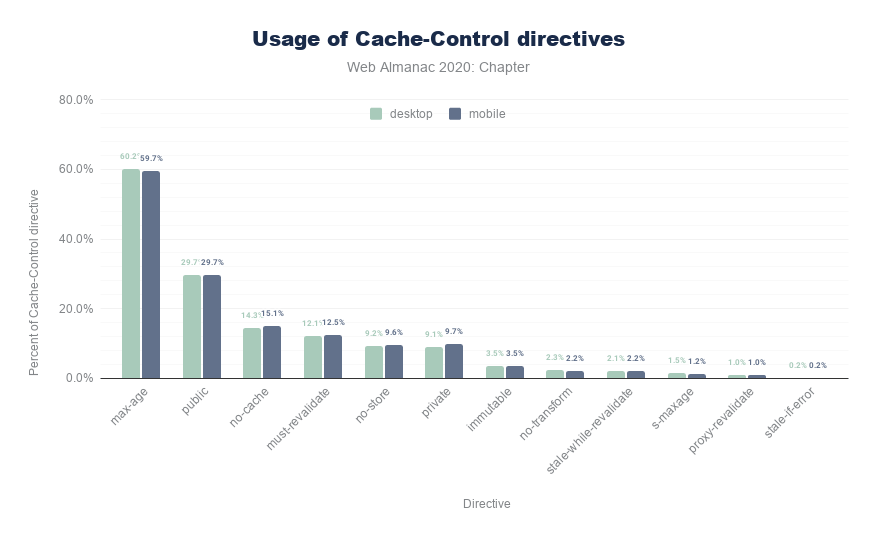 Usage of Cache-Control directives
Web Almanac 2020: Chapter
desktop
mobile
Percent of Cache-Control directive
80.0%
60.0%
40.0%
20.0%
0.0%
60.2% 59.7%
29.7% 29.7%
14.3% 15.1%
12.1% 12.5%
9.2% 9.6%
9.1% 9.7%
3.5% 3.5%
2.3% 2.2%
2.1% 2.2%
1.5% 1.2%
1.0% 1.0%
0.2% 0.2%
max-age
public
no-cache
must-revalidate
no-store
private
immutable
no-transform
stale-while-revalidate
s-maxage
proxy-revalidate
stale-if-error
Directive